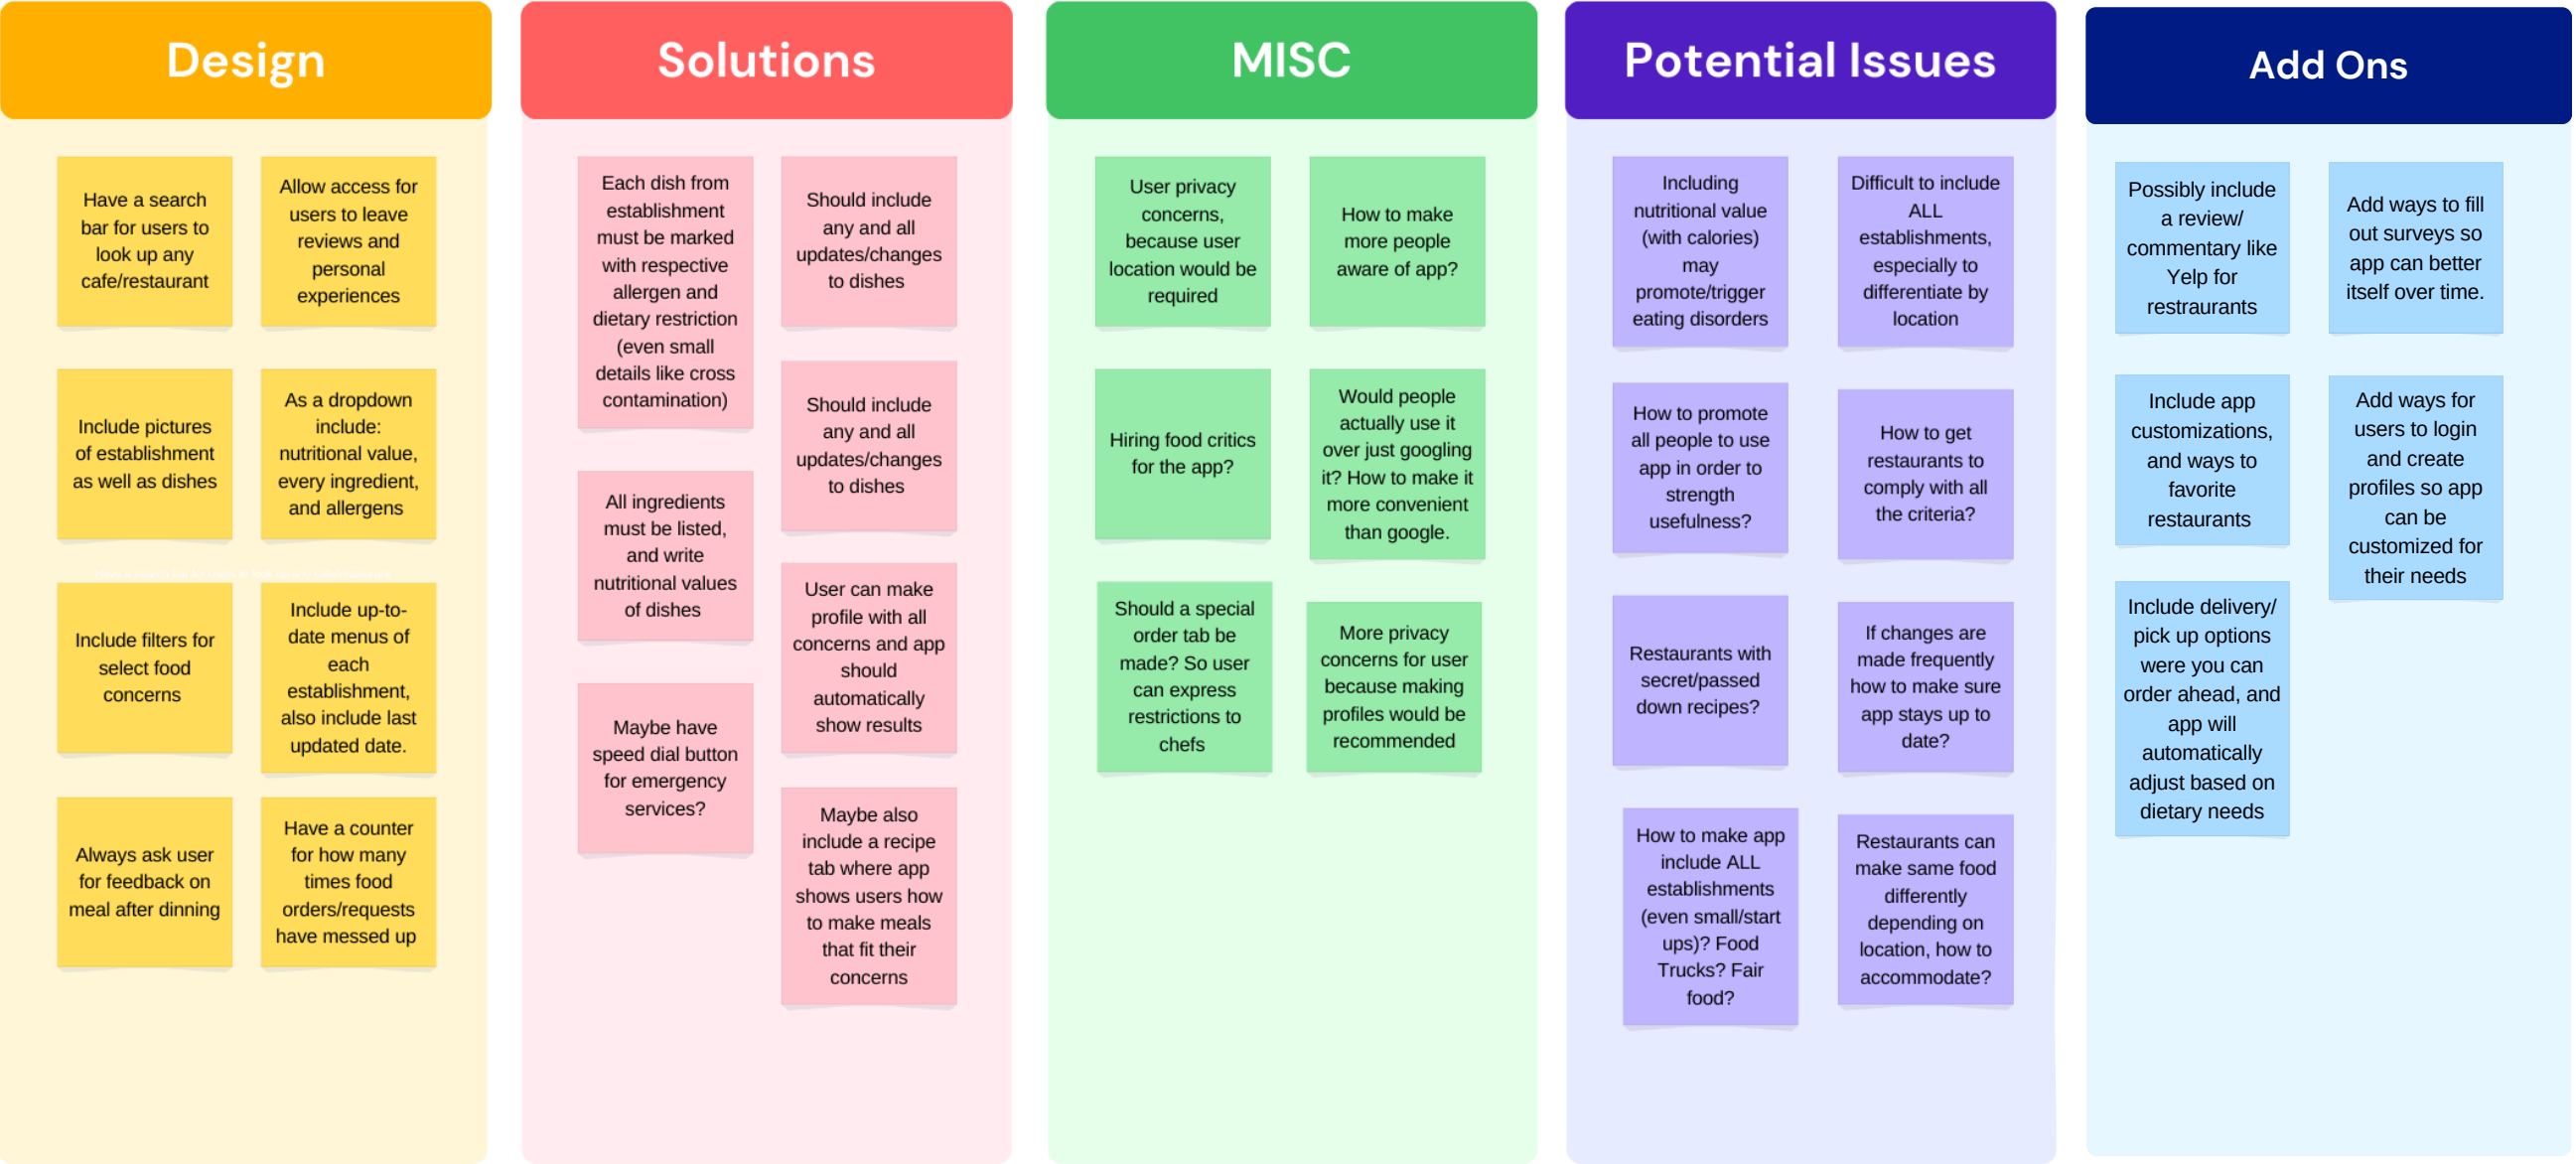 Design
Have a search
bar for users to
look up any
cafe/restaurant
Allow access for
users to leave
reviews and
personal
experiences
Include pictures
of establishment
as well as dishes
As a dropdown
include:
nutritional value,
every ingredient,
and allergens
Include filters for
select food
concerns
Include up-to-
date menus of
each
establishment,
also include last
updated date.
Always ask user
for feedback on
meal after dinning
Have a counter
for how many
times food
orders/requests
have messed up
Solutions
Each dish from
establishment
must be marked
with respective
allergen and
dietary restriction
(even small
details like cross
contamination)
Should include
any and all
updates/changes
to dishes
Should include
any and all
updates/changes
to dishes
All ingredients
must be listed,
and write
nutritional values
of dishes
User can make
profile with all
concerns and app
should
automatically
show results
Maybe have
speed dial button
for emergency
services?
Maybe also
include a recipe
tab where app
shows users how
to make meals
that fit their
concerns
MISC
User privacy
concerns,
because user
location would be
required
How to make
more people
aware of app?
Hiring food critics
for the app?
Would people
actually use it
over just googling
it? How to make it
more convenient
than google.
Should a special
order tab be
made? So user
can express
restrictions to
chefs
More privacy
concerns for user
because making
profiles would be
recommended
Potential Issues
Including
nutritional value
(with calories)
may
promote/trigger
eating disorders
Difficult to include
ALL
establishments,
especially to
differentiate by
location
How to promote
all people to use
app in order to
strength
usefulness?
How to get
restaurants to
comply with all
the criteria?
Restaurants with
secret/passed
down recipes?
If changes are
made frequently
how to make sure
app stays up to
date?
How to make app
include ALL
establishments
(even small/start
ups)? Food
Trucks? Fair
food?
Restaurants can
make same food
differently
depending on
location, how to
accommodate?
Add Ons
Possibly include
a review/
commentary like
Yelp for
restraurants
Add ways to fill
out surveys so
app can better
itself over time.
Include app
customizations,
and ways to
favorite
restaurants
Add ways for
users to login
and create
profiles so app
can be
customized for
their needs
Include delivery/
pick up options
were you can
order ahead, and
app will
automatically
adjust based on
dietary needs